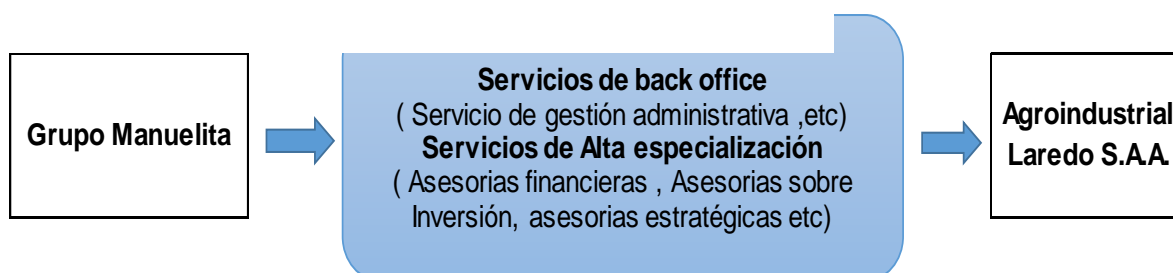 Grupo Manuelita
Servicios de back office
( Servicio de gestión administrativa ,etc)
Servicios de Alta especialización
( Asesorias financieras , Asesorias sobre
Inversión, asesorias estratégicas etc)
Agroindustrial
Laredo S.A.A.